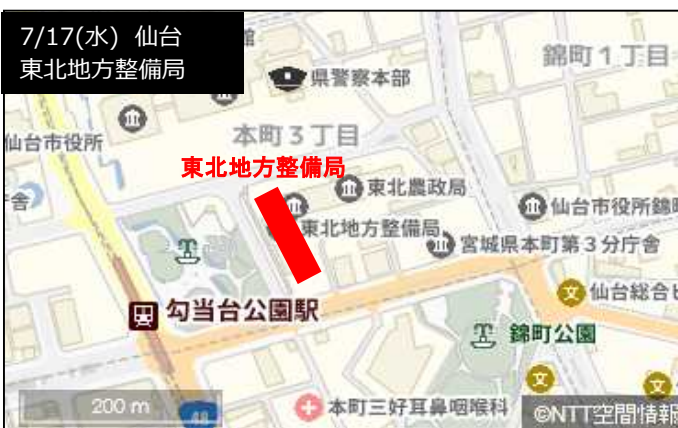 7/17(水) 仙台
東北地方整備局
館
県警察本部
錦町1丁目
仙台市役所
本町3丁目
東北地方整備局
舎
東北農政局
仙台市役所錦町
東北地方整備局
宮城県本町第3分庁舎
仙台総合ビ
勾当台公園駅
錦町公園
200 m
48
本町三好耳鼻咽喉科
©NTT空間情報